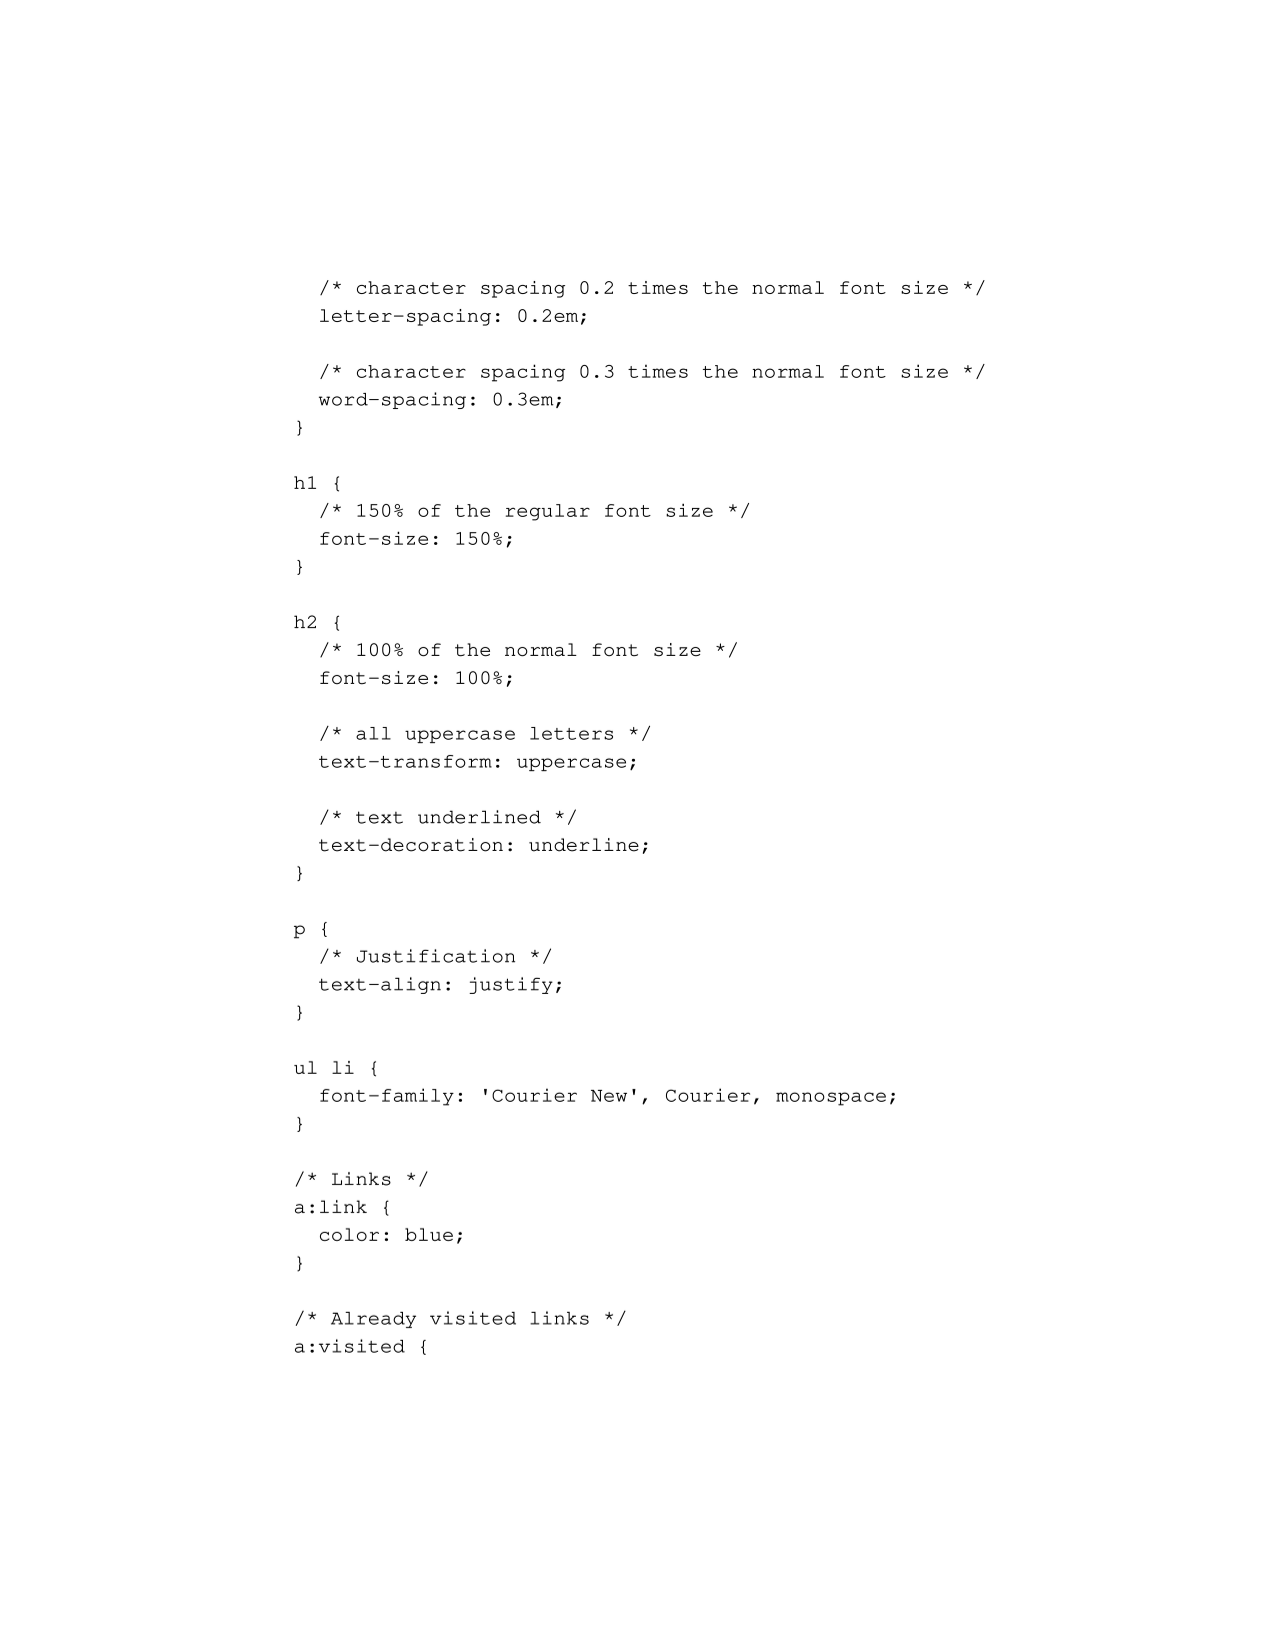 /* character spacing 0.2 times the normal font size */
letter-spacing: 0.2em;
/* character spacing 0.3 times the normal font size */
word-spacing: 0.3em;
}
h1 {
/* 150% of the regular font size */
font-size: 150%;
}
h2 {
/* 100% of the normal font size */
font-size: 100%;
/* all uppercase letters */
text-transform: uppercase;
/* text underlined */
text-decoration: underline;
}
p {
/* Justification */
text-align: justify;
}
ul li {
font-family: 'Courier New', Courier, monospace;
}
/* Links */
a:link {
color: blue;
}
/* Already visited links */
a:visited {